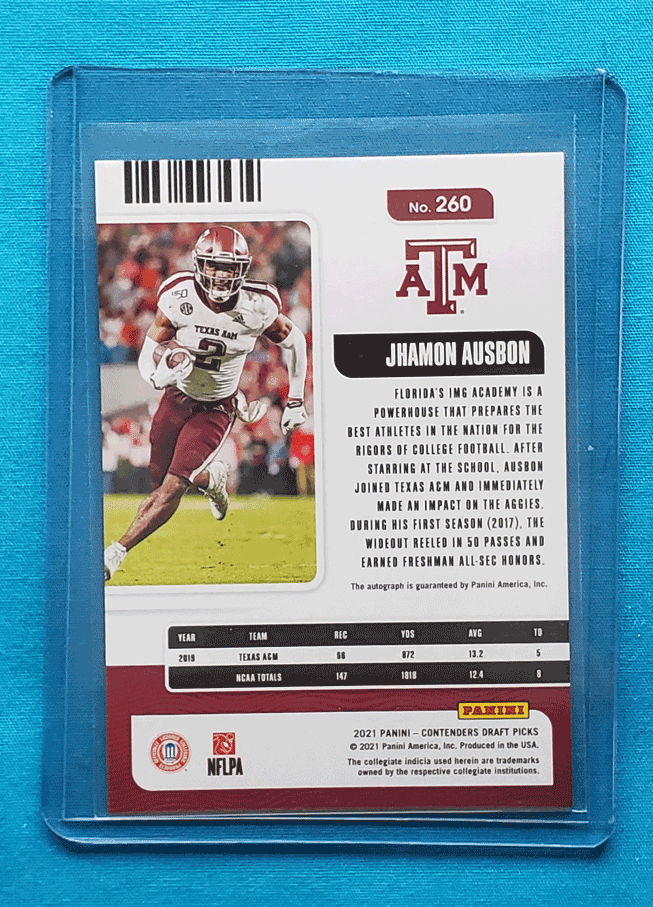 No. 260
ATM
JHAMON AUSBON
FLORIDA'S IMG ACADEMY IS A
POWERHOUSE THAT PREPARES THE
BEST ATHLETES IN THE NATION FOR THE
RIGORS OF COLLEGE FOOTBALL. AFTER
STARRING AT THE SCHOOL, AUSBON
JOINED TEXAS A&M AND IMMEDIATELY
MADE AN IMPACT ON THE AGGIES.
DURING HIS FIRST SEASON (2017), THE
WIDEOUT REELED IN 50 PASSES AND
EARNED FRESHMAN ALL-SEC HONORS.
The autograph is guaranteed by Panini America, Inc.
TEXAS A&M
2
150
SEC
YEAR TEAM REC YDS AVG TD
2019 TEXAS A&M 66 872 13.2 5
NCAA TOTALS 147 1818 12.4 8
PANINI
2021 PANINI – CONTENDERS DRAFT PICKS
© 2021 Panini America, Inc. Produced in the USA.
The collegiate indicia used herein are trademarks
owned by the respective collegiate institutions.
NFLPA